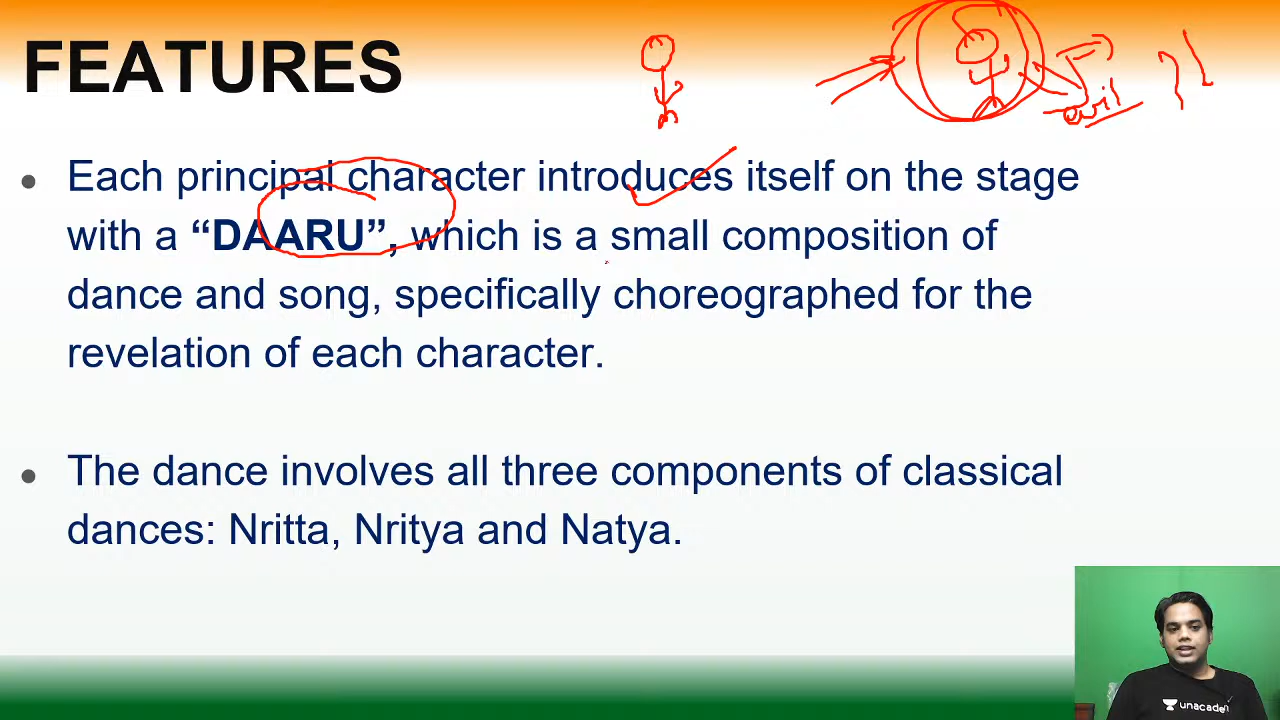 FEATURES
evil
• Each principal character introduces itself on the stage
with a “DAARU”, which is a small composition of
dance and song, specifically choreographed for the
revelation of each character.
• The dance involves all three components of classical
dances: Nritta, Nritya and Natya.